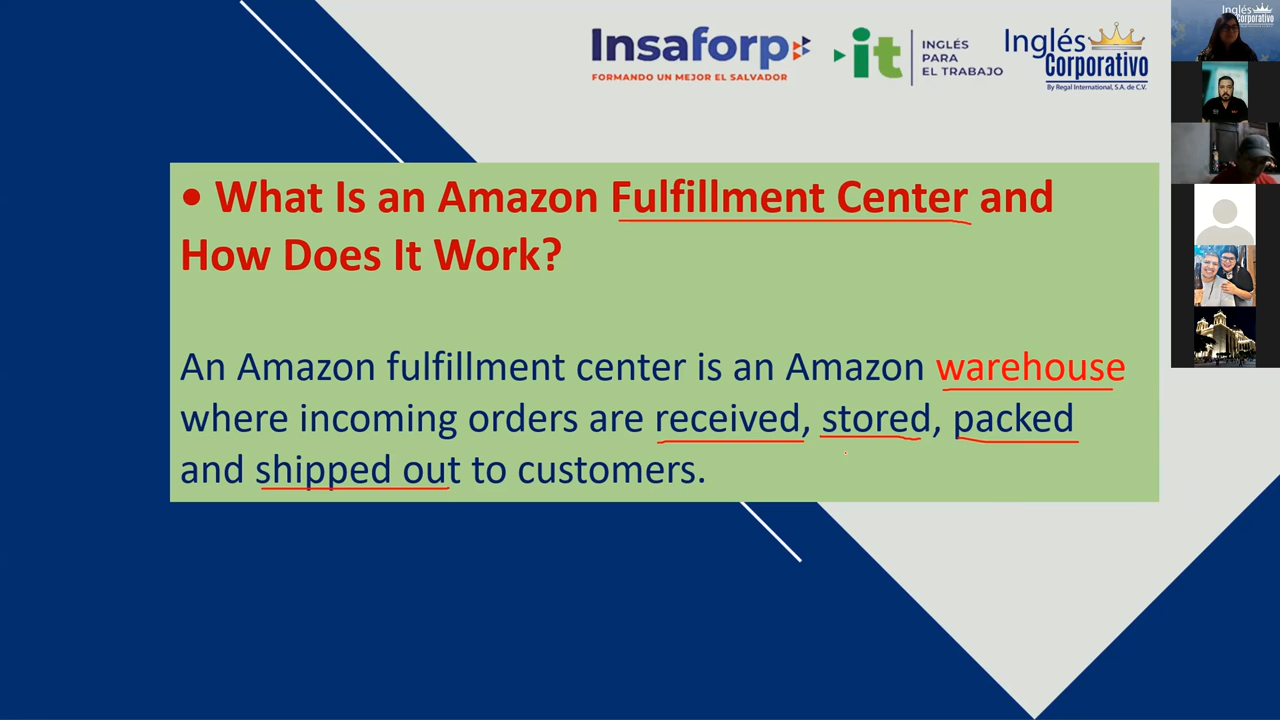 Insaforp
FORMANDO UN MEJOR EL SALVADOR
it
INGLÉS
PARA
EL TRABAJO
Inglés
Corporativo
By Regal International, S.A. de C.V.
Inglés
Corporativo
• What Is an Amazon Fulfillment Center and
How Does It Work?
An Amazon fulfillment center is an Amazon warehouse
where incoming orders are received, stored, packed
and shipped out to customers.